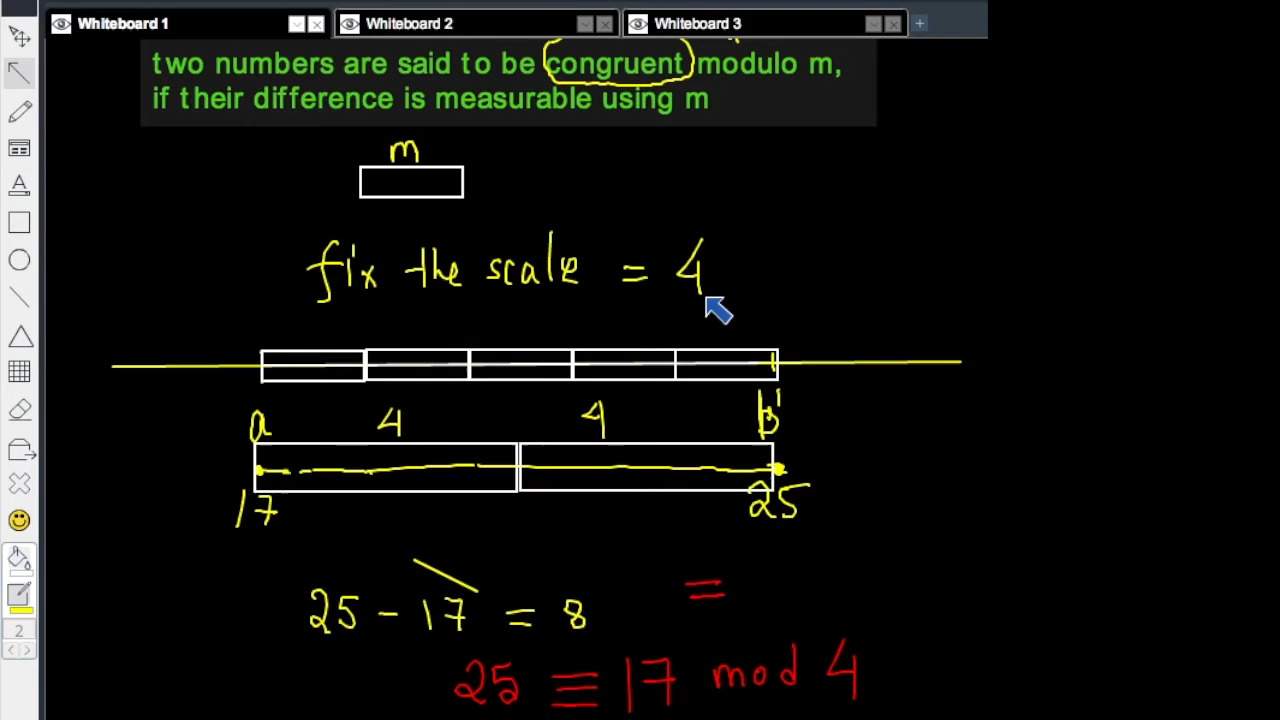 Whiteboard 1 Whiteboard 2 Whiteboard 3
two numbers are said to be congruent modulo m,
if their difference is measurable using m
m
fix the scale = 4
a 4 4 b
17 25
25 - 17 = 8
=
25 ≡ 17 mod 4
2